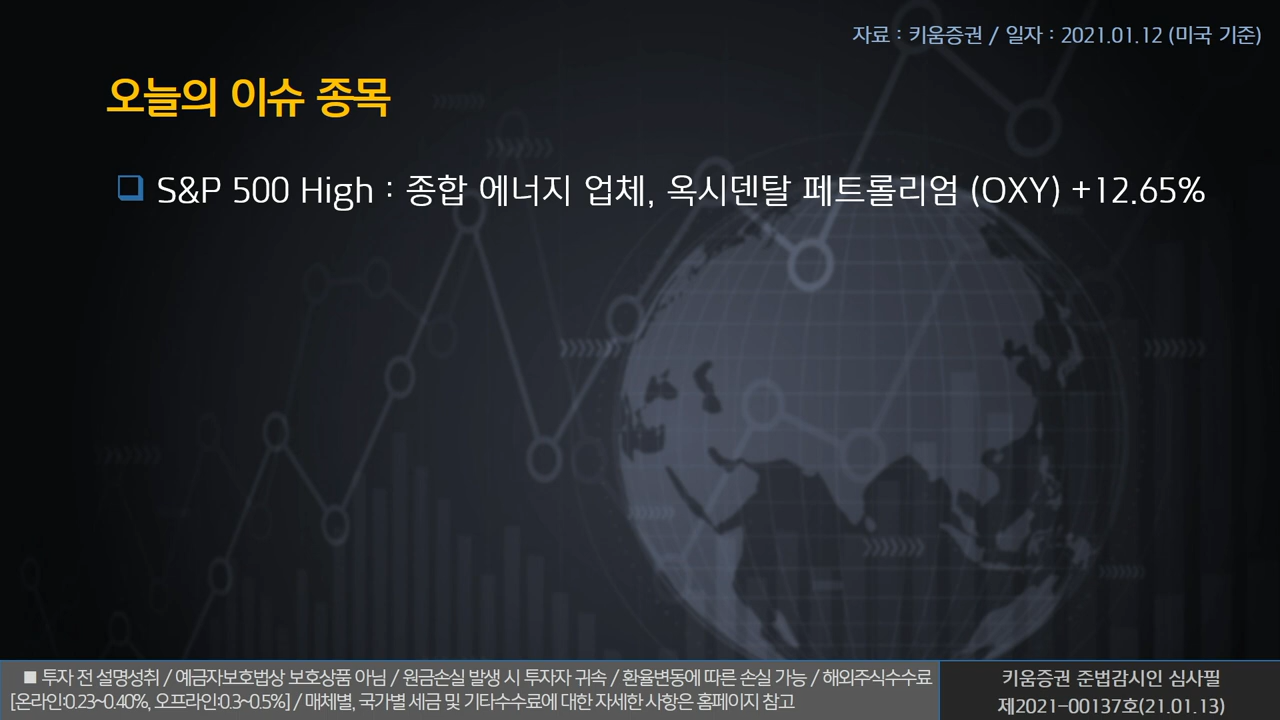 자료 : 키움증권 / 일자 : 2021.01.12 (미국 기준)
오늘의 이슈 종목
❑ S&P 500 High : 종합 에너지 업체, 옥시덴탈 페트롤리엄 (OXY) +12.65%
■ 투자 전 설명성취 / 예금자보호법상 보호상품 아님 / 원금손실 발생 시 투자자 귀속 / 환율변동에 따른 손실 가능 / 해외주식수수료
[온라인:0.23~0.40%, 오프라인:0.3~0.5%] / 매체별, 국가별 세금 및 기타수수료에 대한 자세한 사항은 홈페이지 참고
키움증권 준법감시인 심사필
제2021-00137호(21.01.13)